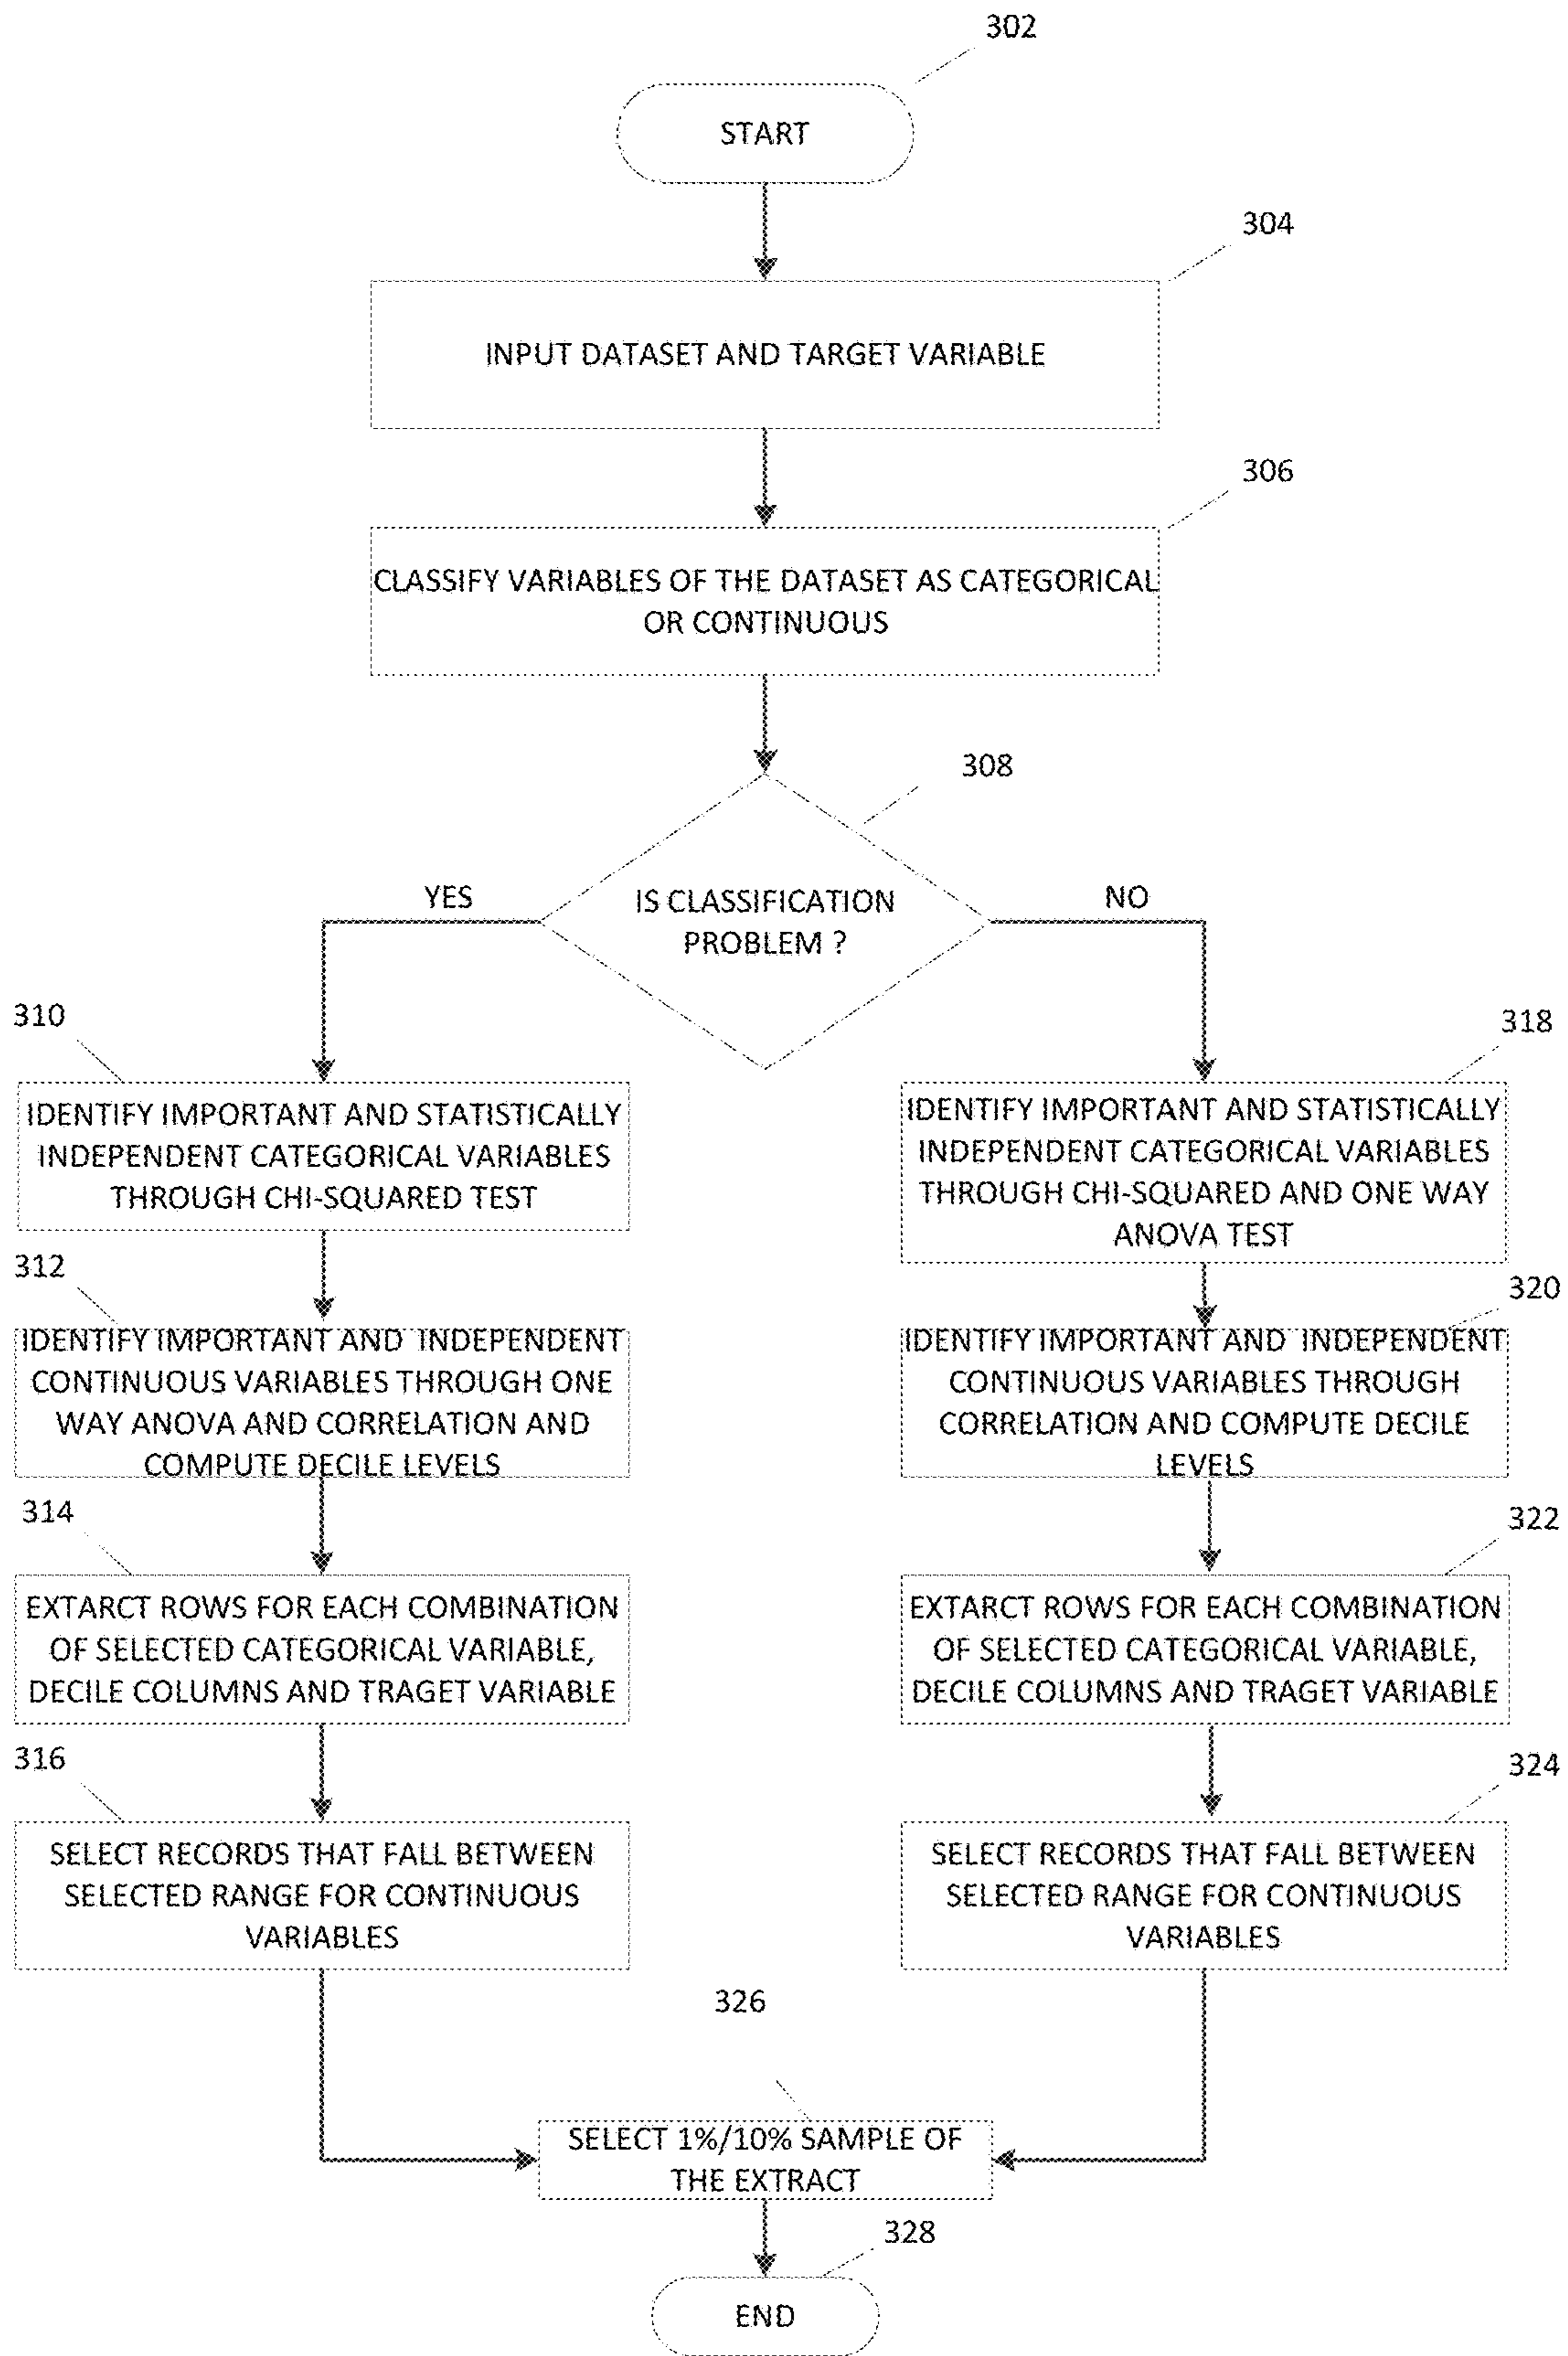 302
START
304
INPUT DATASET AND TARGET VARIABLE
306
CLASSIFY VARIABLES OF THE DATASET AS CATEGORICAL
OR CONTINUOUS
308
IS CLASSIFICATION
PROBLEM ?
YES
NO
310
IDENTIFY IMPORTANT AND STATISTICALLY
INDEPENDENT CATEGORICAL VARIABLES
THROUGH CHI-SQUARED TEST
312
IDENTIFY IMPORTANT AND INDEPENDENT
CONTINUOUS VARIABLES THROUGH ONE
WAY ANOVA AND CORRELATION AND
COMPUTE DECILE LEVELS
314
EXTARCT ROWS FOR EACH COMBINATION
OF SELECTED CATEGORICAL VARIABLE,
DECILE COLUMNS AND TRAGET VARIABLE
316
SELECT RECORDS THAT FALL BETWEEN
SELECTED RANGE FOR CONTINUOUS
VARIABLES
318
IDENTIFY IMPORTANT AND STATISTICALLY
INDEPENDENT CATEGORICAL VARIABLES
THROUGH CHI-SQUARED AND ONE WAY
ANOVA TEST
320
IDENTIFY IMPORTANT AND INDEPENDENT
CONTINUOUS VARIABLES THROUGH
CORRELATION AND COMPUTE DECILE
LEVELS
322
EXTARCT ROWS FOR EACH COMBINATION
OF SELECTED CATEGORICAL VARIABLE,
DECILE COLUMNS AND TRAGET VARIABLE
324
SELECT RECORDS THAT FALL BETWEEN
SELECTED RANGE FOR CONTINUOUS
VARIABLES
326
SELECT 1%/10% SAMPLE OF
THE EXTRACT
328
END